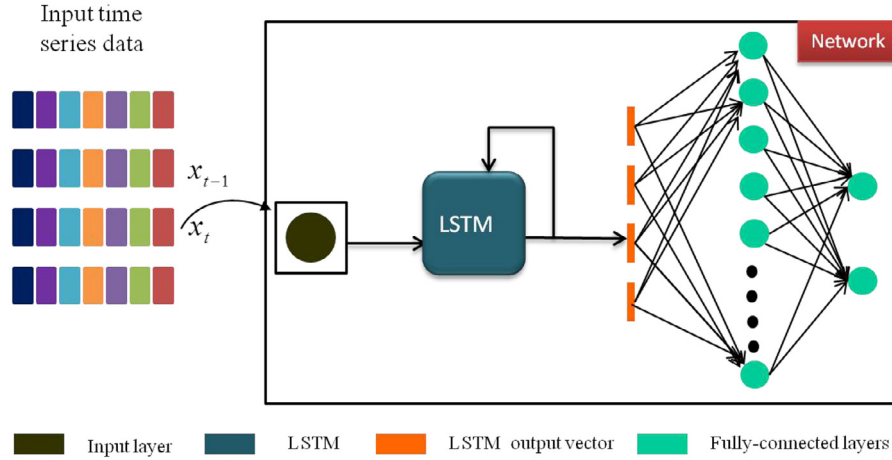 Input time
series data
Network
x_{t-1}
x_t
LSTM
Input layer
LSTM
LSTM output vector
Fully-connected layers